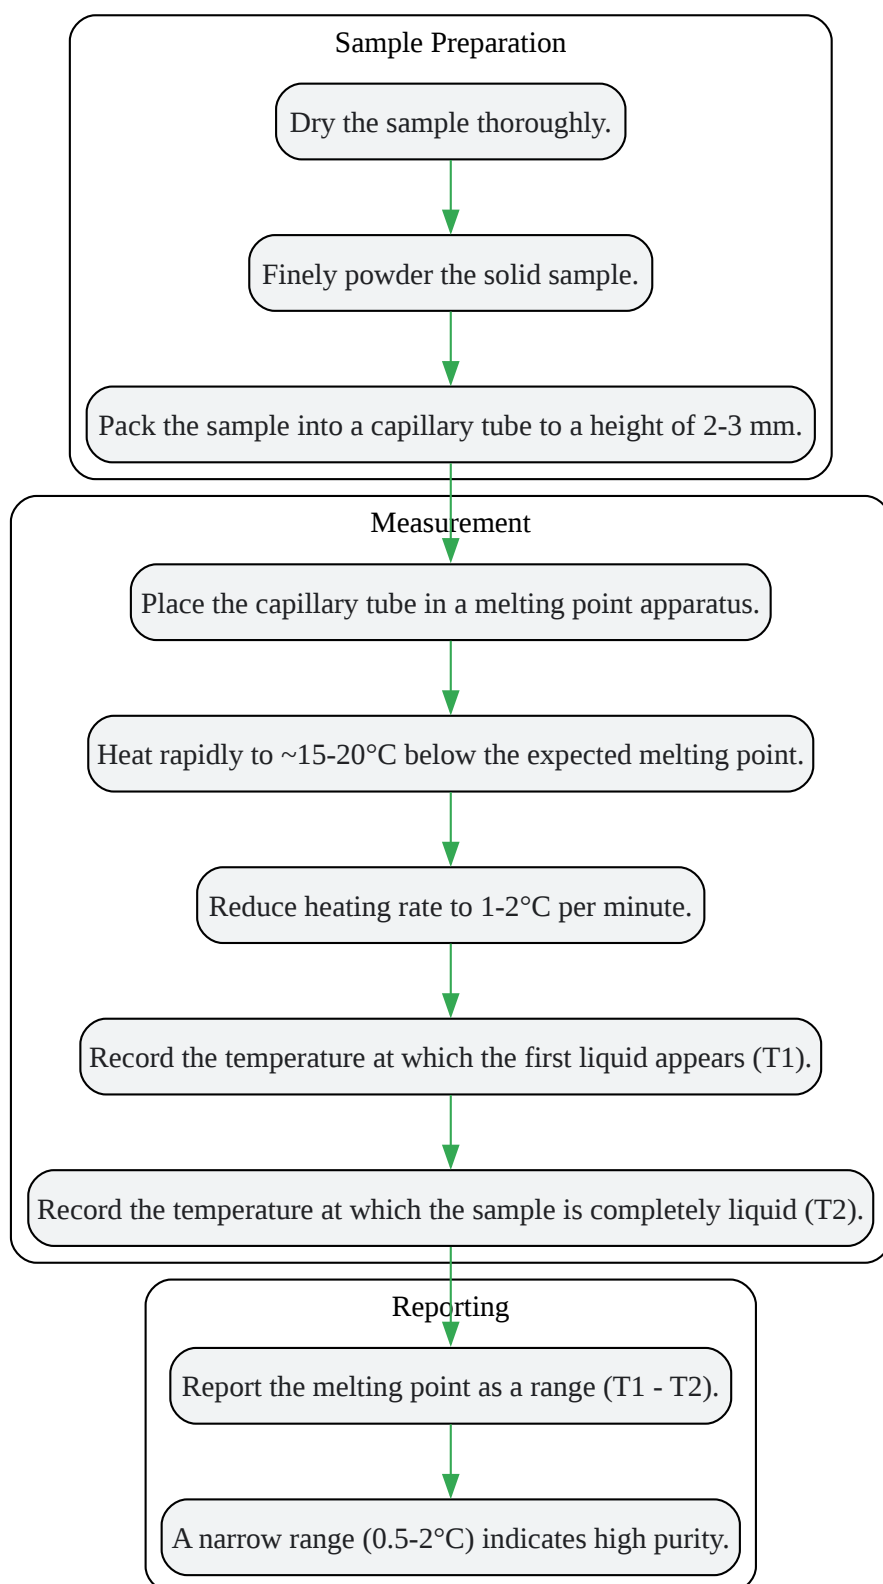 Sample Preparation
Dry the sample thoroughly.
Finely powder the solid sample.
Pack the sample into a capillary tube to a height of 2-3 mm.
Measurement
Place the capillary tube in a melting point apparatus.
Heat rapidly to ~15-20°C below the expected melting point.
Reduce heating rate to 1-2°C per minute.
Record the temperature at which the first liquid appears (T1).
Record the temperature at which the sample is completely liquid (T2).
Reporting
Report the melting point as a range (T1 - T2).
A narrow range (0.5-2°C) indicates high purity.